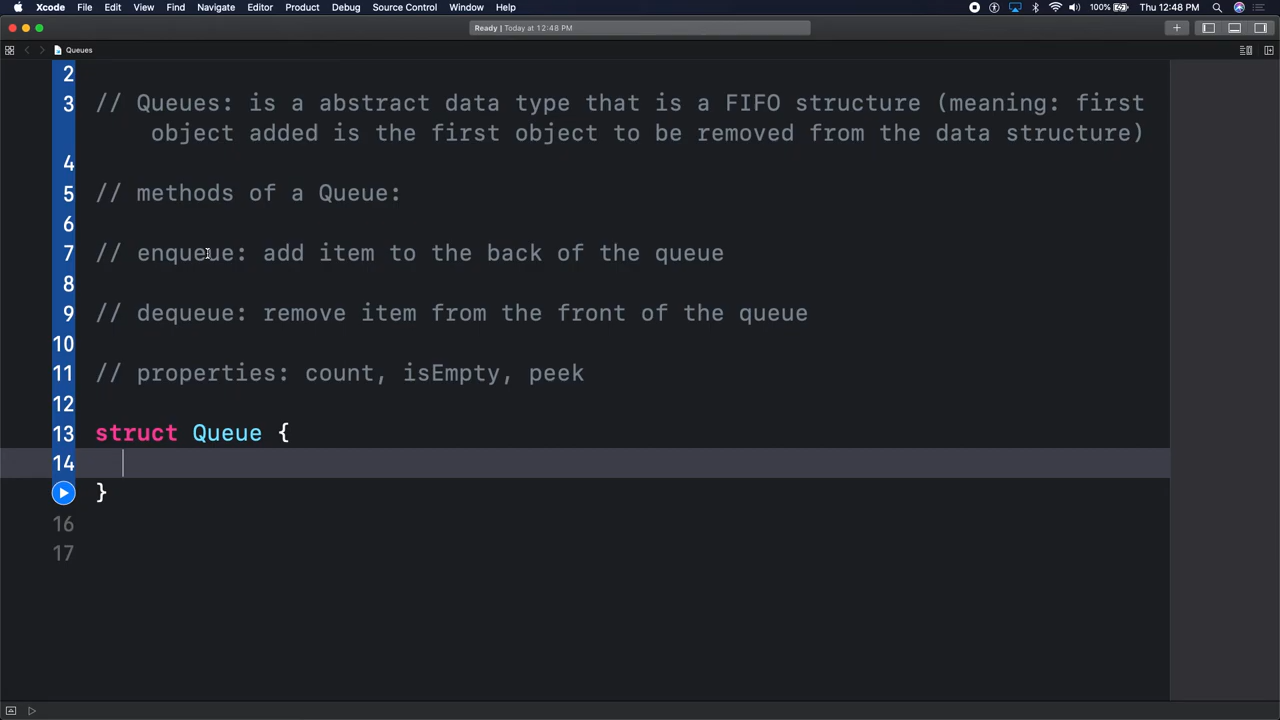 Xcode File Edit View Find Navigate Editor Product Debug Source Control Window Help 100% Thu 12:48 PM
Ready | Today at 12:48 PM
Queues
2
3 // Queues: is a abstract data type that is a FIFO structure (meaning: first
object added is the first object to be removed from the data structure)
4
5 // methods of a Queue:
6
7 // enqueue: add item to the back of the queue
8
9 // dequeue: remove item from the front of the queue
10
11 // properties: count, isEmpty, peek
12
13 struct Queue {
14
}
16
17